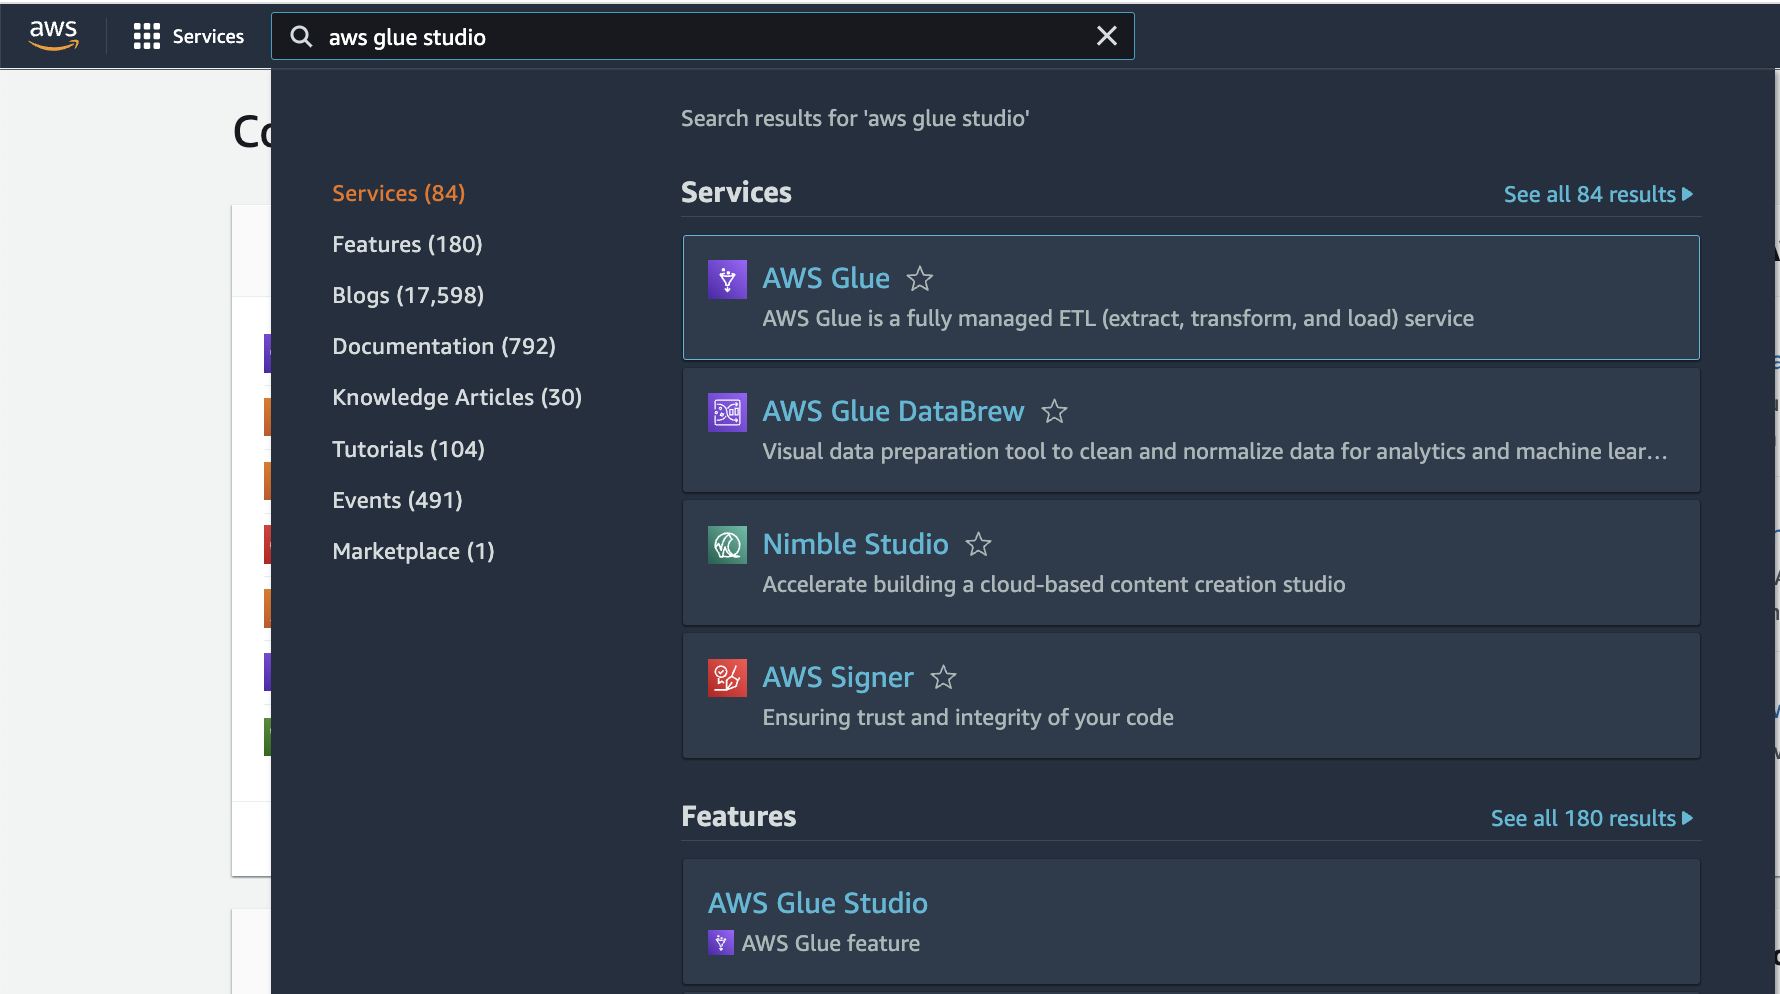 aws
Services
aws glue studio
Co
Search results for 'aws glue studio'
Services (84)
Features (180)
Blogs (17,598)
Documentation (792)
Knowledge Articles (30)
Tutorials (104)
Events (491)
Marketplace (1)
Services
See all 84 results
AWS Glue
AWS Glue is a fully managed ETL (extract, transform, and load) service
AWS Glue DataBrew
Visual data preparation tool to clean and normalize data for analytics and machine lear...
Nimble Studio
Accelerate building a cloud-based content creation studio
AWS Signer
Ensuring trust and integrity of your code
Features
See all 180 results
AWS Glue Studio
AWS Glue feature